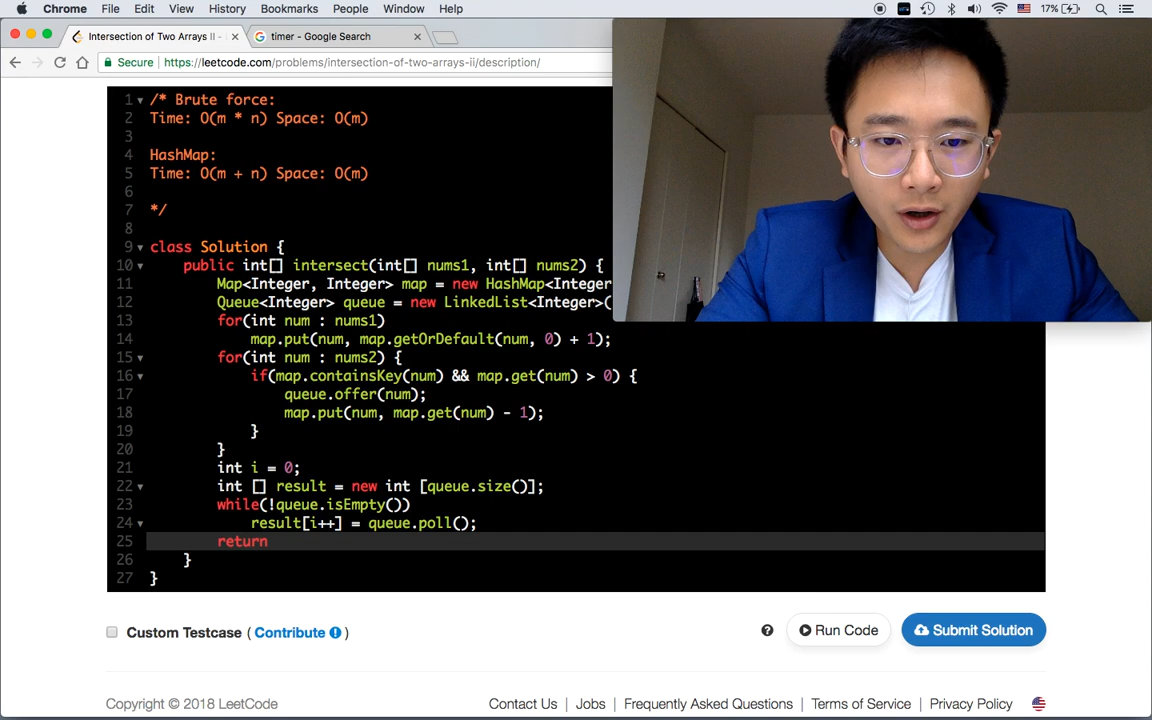 Chrome File Edit View History Bookmarks People Window Help 17%
Intersection of Two Arrays II - timer - Google Search
Secure https://leetcode.com/problems/intersection-of-two-arrays-ii/description/
1 /* Brute force:
2 Time: O(m * n) Space: O(m)
3
4 HashMap:
5 Time: O(m + n) Space: O(m)
6
7 */
8
9 class Solution {
10 public int[] intersect(int[] nums1, int[] nums2) {
11 Map<Integer, Integer> map = new HashMap<Integer
12 Queue<Integer> queue = new LinkedList<Integer>(
13 for(int num : nums1)
14 map.put(num, map.getOrDefault(num, 0) + 1);
15 for(int num : nums2) {
16 if(map.containsKey(num) && map.get(num) > 0) {
17 queue.offer(num);
18 map.put(num, map.get(num) - 1);
19 }
20 }
21 int i = 0;
22 int [] result = new int [queue.size()];
23 while(!queue.isEmpty())
24 result[i++] = queue.poll();
25 return
26 }
27 }
Custom Testcase ( Contribute ) ? Run Code Submit Solution
Copyright © 2018 LeetCode Contact Us | Jobs | Frequently Asked Questions | Terms of Service | Privacy Policy